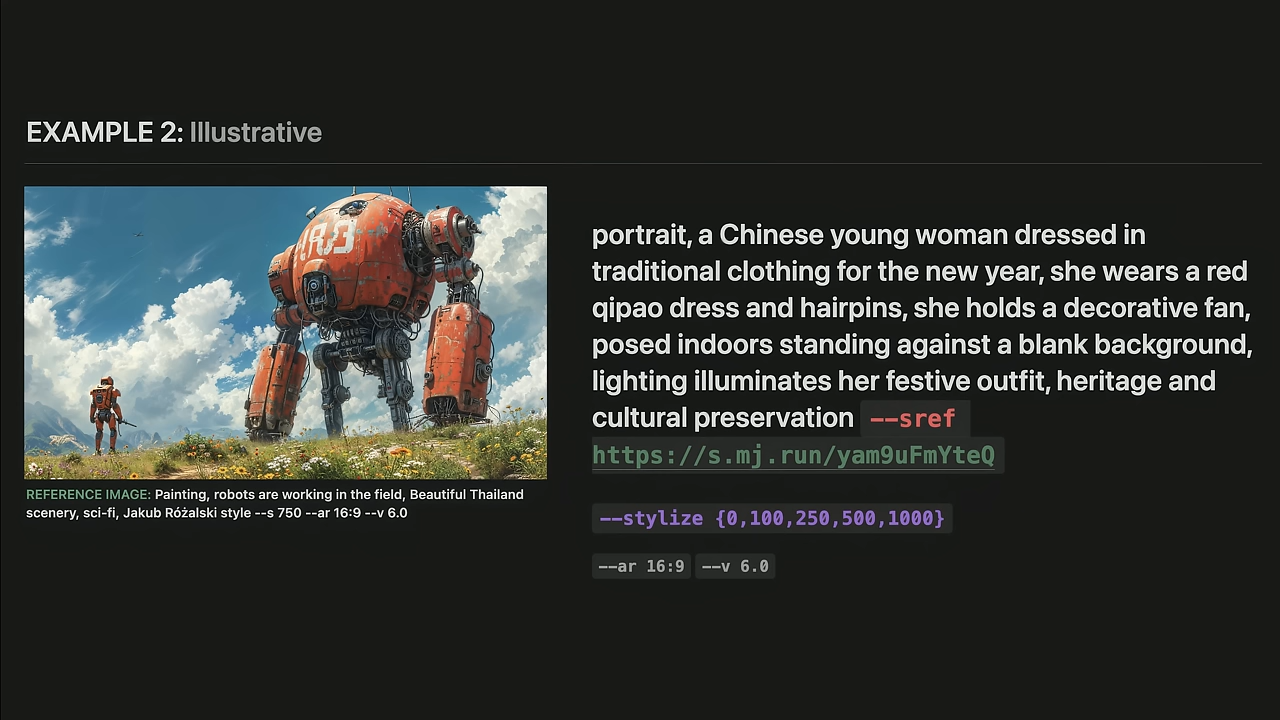 EXAMPLE 2: Illustrative
REFERENCE IMAGE: Painting, robots are working in the field, Beautiful Thailand
scenery, sci-fi, Jakub Różalski style --s 750 --ar 16:9 --v 6.0
portrait, a Chinese young woman dressed in
traditional clothing for the new year, she wears a red
qipao dress and hairpins, she holds a decorative fan,
posed indoors standing against a blank background,
lighting illuminates her festive outfit, heritage and
cultural preservation --sref
https://s.mj.run/yam9uFmYteQ
--stylize {0,100,250,500,1000}
--ar 16:9 --v 6.0